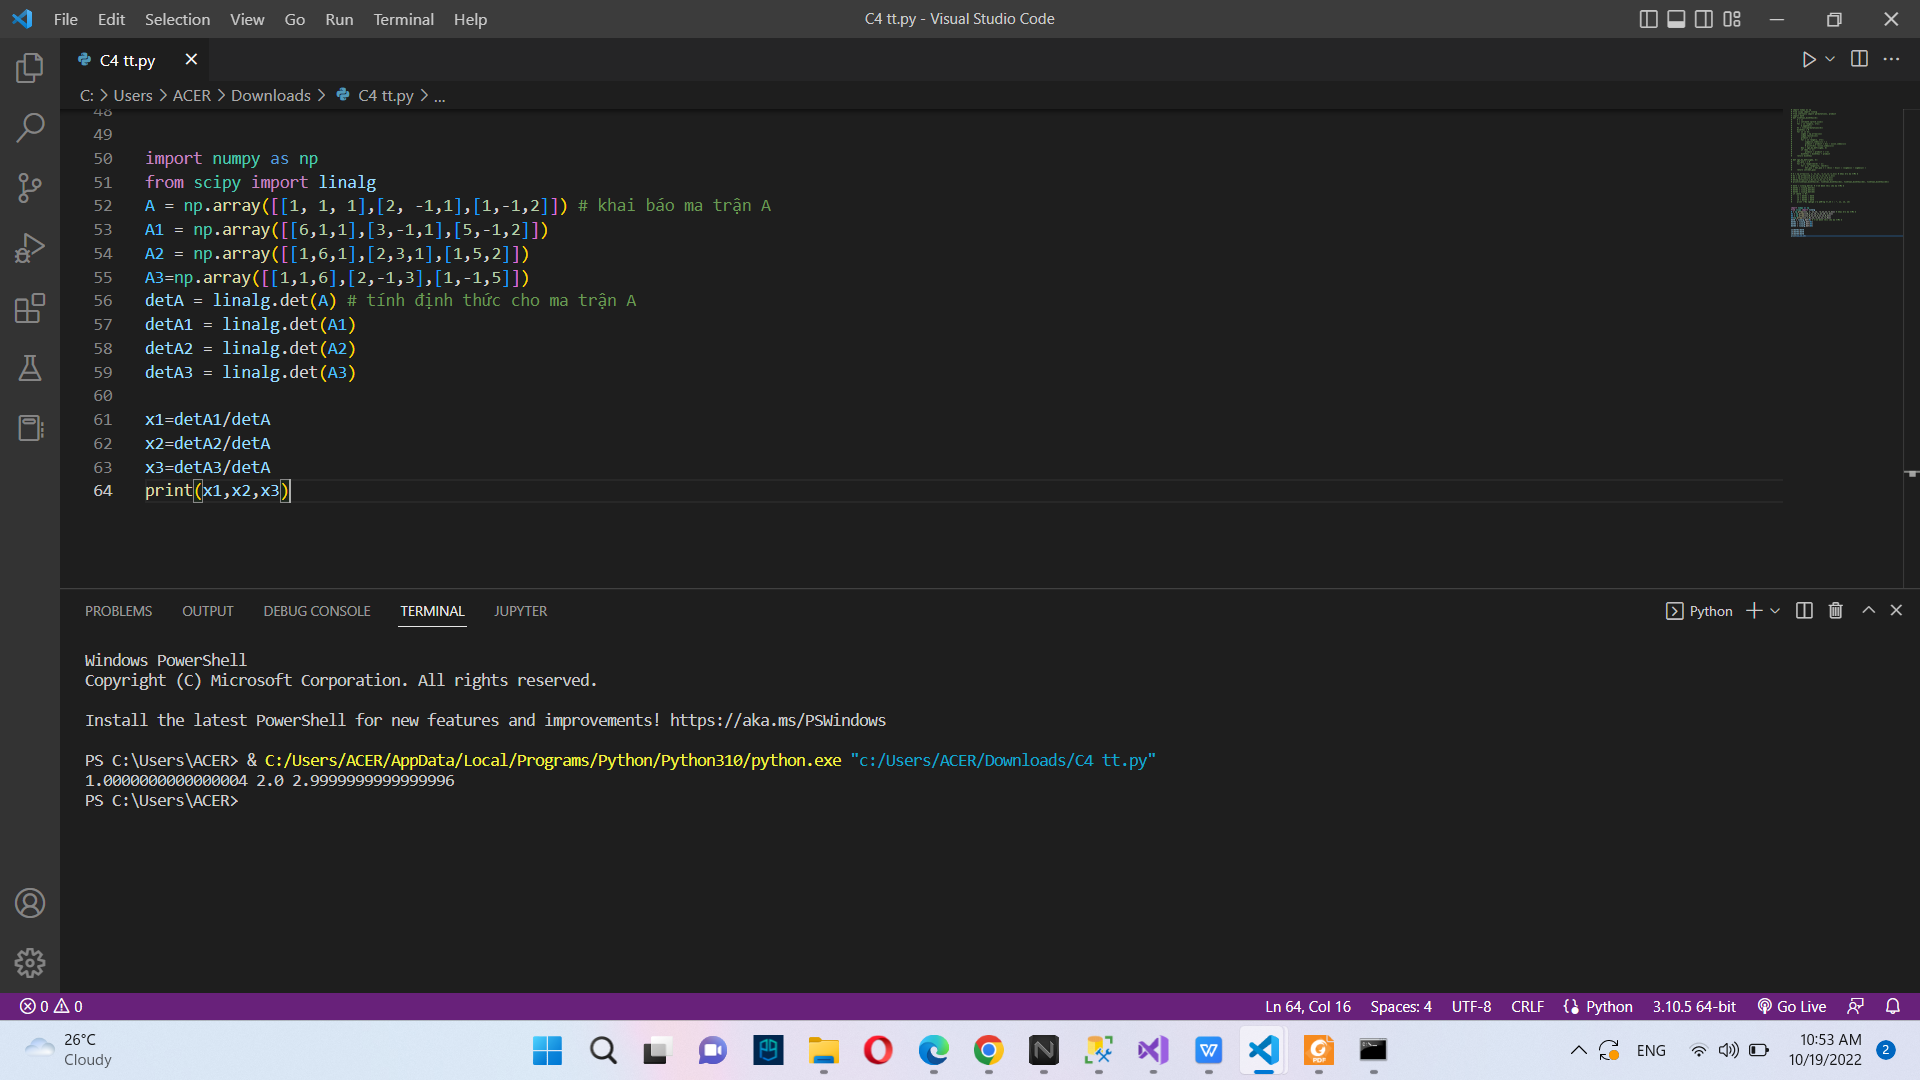 File Edit Selection View Go Run Terminal Help
C4 tt.py - Visual Studio Code
C4 tt.py
C: > Users > ACER > Downloads > C4 tt.py > ...
48
49
50 import numpy as np
51 from scipy import linalg
52 A = np.array([[1, 1, 1],[2, -1,1],[1,-1,2]]) # khai báo ma trận A
53 A1 = np.array([[6,1,1],[3,-1,1],[5,-1,2]])
54 A2 = np.array([[1,6,1],[2,3,1],[1,5,2]])
55 A3=np.array([[1,1,6],[2,-1,3],[1,-1,5]])
56 detA = linalg.det(A) # tính định thức cho ma trận A
57 detA1 = linalg.det(A1)
58 detA2 = linalg.det(A2)
59 detA3 = linalg.det(A3)
60
61 x1=detA1/detA
62 x2=detA2/detA
63 x3=detA3/detA
64 print(x1,x2,x3)
PROBLEMS OUTPUT DEBUG CONSOLE TERMINAL JUPYTER
Python
Windows PowerShell
Copyright (C) Microsoft Corporation. All rights reserved.
Install the latest PowerShell for new features and improvements! https://aka.ms/PSWindows
PS C:\Users\ACER> & C:/Users/ACER/AppData/Local/Programs/Python/Python310/python.exe "c:/Users/ACER/Downloads/C4 tt.py"
1.0000000000000004 2.0 2.9999999999999996
PS C:\Users\ACER>
0 0
Ln 64, Col 16 Spaces: 4 UTF-8 CRLF Python 3.10.5 64-bit Go Live
26°C
Cloudy
ENG
10:53 AM
10/19/2022
2